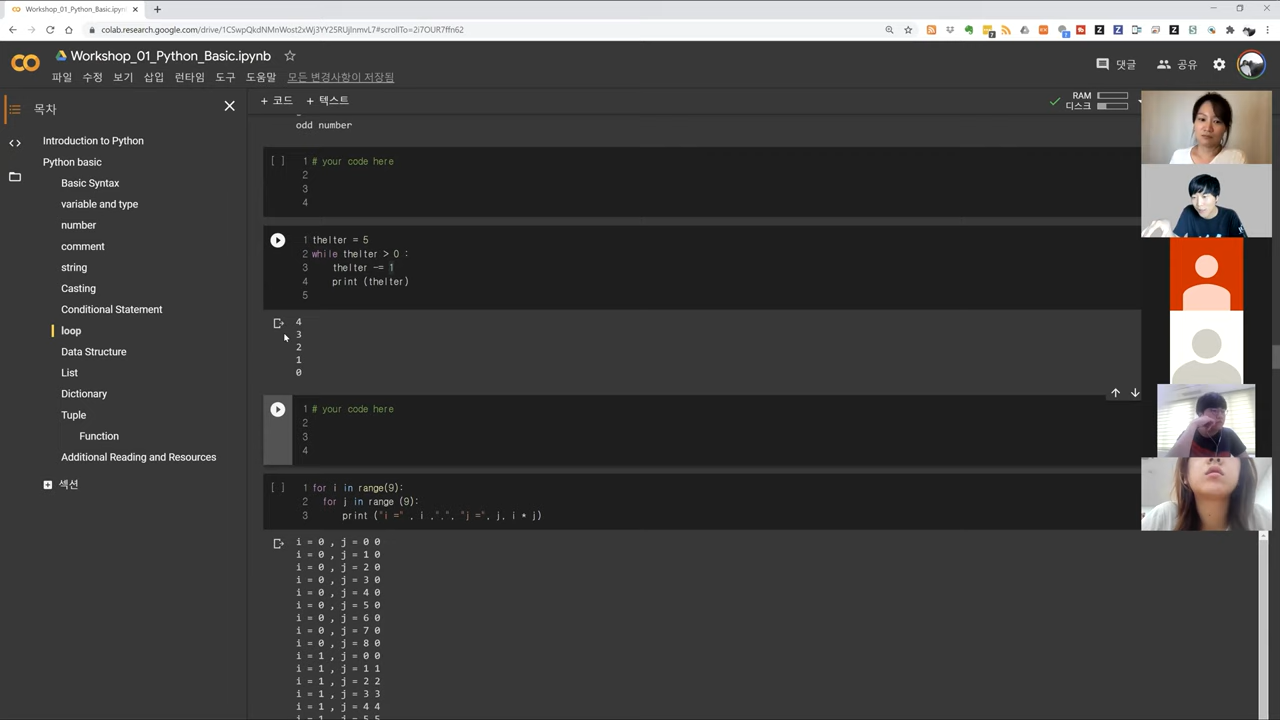 Workshop_01_Python_Basic.ipynb
colab.research.google.com/drive/1CSwpQkdNMnWost2xWj3YY25RUjlnmvL7#scrollTo=2i7OUR7ffn62
Workshop_01_Python_Basic.ipynb
댓글
공유
파일 수정 보기 삽입 런타임 도구 도움말 모든 변경사항이 저장됨
+ 코드 + 텍스트
RAM
디스크
목차
Introduction to Python
Python basic
Basic Syntax
variable and type
number
comment
string
Casting
Conditional Statement
loop
Data Structure
List
Dictionary
Tuple
Function
Additional Reading and Resources
섹션
odd number
[ ] 1 # your code here
2
3
4
1 theIter = 5
2 while theIter > 0 :
3 theIter -= 1
4 print (theIter)
5
4
3
2
1
0
1 # your code here
2
3
4
[ ] 1 for i in range(9):
2 for j in range (9):
3 print ("i =" , i ,",", "j =", j, i * j)
i = 0 , j = 0 0
i = 0 , j = 1 0
i = 0 , j = 2 0
i = 0 , j = 3 0
i = 0 , j = 4 0
i = 0 , j = 5 0
i = 0 , j = 6 0
i = 0 , j = 7 0
i = 0 , j = 8 0
i = 1 , j = 0 0
i = 1 , j = 1 1
i = 1 , j = 2 2
i = 1 , j = 3 3
i = 1 , j = 4 4
i = 1 , j = 5 5